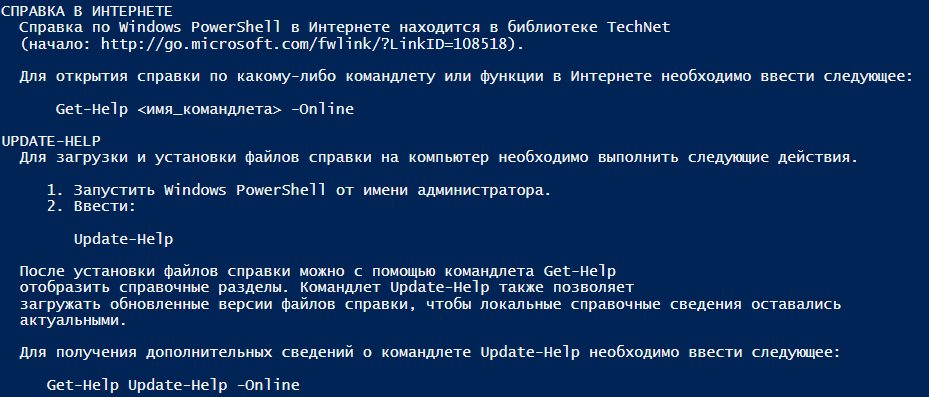 СПРАВКА В ИНТЕРНЕТЕ
Справка по Windows PowerShell в Интернете находится в библиотеке TechNet
(начало: http://go.microsoft.com/fwlink/?LinkID=108518).
Для открытия справки по какому-либо командлету или функции в Интернете необходимо ввести следующее:
Get-Help <имя_командлета> -Online
UPDATE-HELP
Для загрузки и установки файлов справки на компьютер необходимо выполнить следующие действия.
1. Запустить Windows PowerShell от имени администратора.
2. Ввести:
Update-Help
После установки файлов справки можно с помощью командлета Get-Help
отобразить справочные разделы. Командлет Update-Help также позволяет
загружать обновленные версии файлов справки, чтобы локальные справочные сведения оставались
актуальными.
Для получения дополнительных сведений о командлете Update-Help необходимо ввести следующее:
Get-Help Update-Help -Online